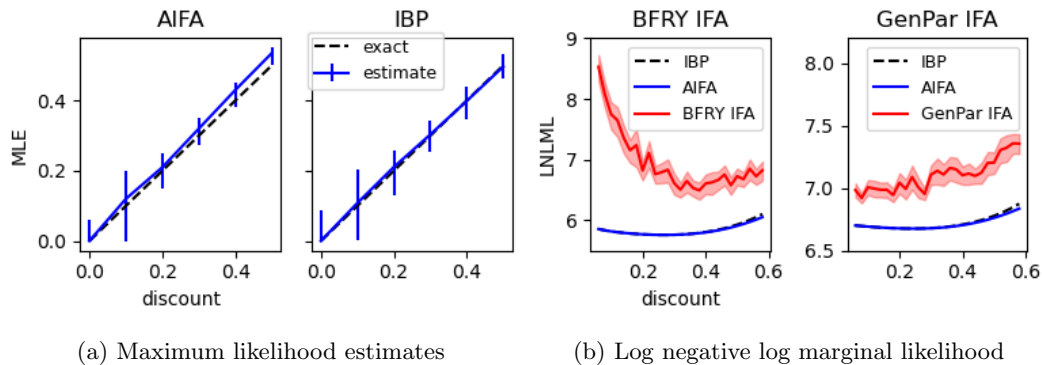 AIFA
IBP
BFRY IFA
GenPar IFA
MLE
0.4
0.2
0.0
0.0
0.2
0.4
exact
estimate
0.0
0.2
0.4
discount
LNLML
9
8
7
6
IBP
AIFA
BFRY IFA
0.2
0.4
0.6
8.0
7.5
7.0
6.5
IBP
AIFA
GenPar IFA
0.2
0.4
0.6
discount
(a) Maximum likelihood estimates
(b) Log negative log marginal likelihood